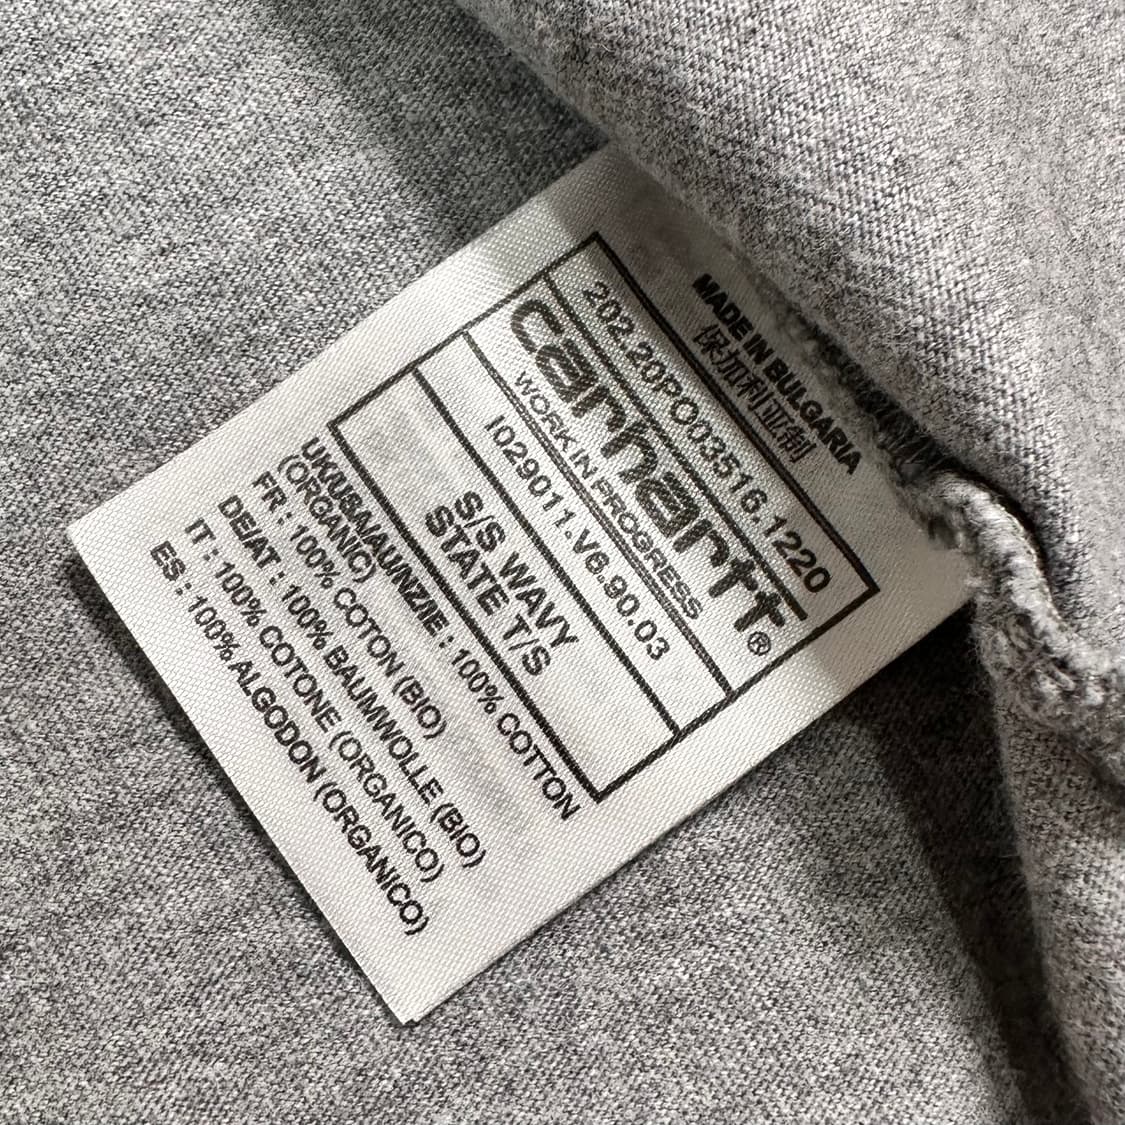 MADE IN BULGARIA
保加利亚制
202.20PO03516.1220
carhartt®
WORK IN PROGRESS
I029011.V6.90.03
S/S WAVY
STATE T/S
UK/USA/AU/NZ/IE : 100% COTTON
(ORGANIC)
FR : 100% COTON (BIO)
DE/AT : 100% BAUMWOLLE (BIO)
IT : 100% COTONE (ORGANICO)
ES : 100% ALGODON (ORGANICO)